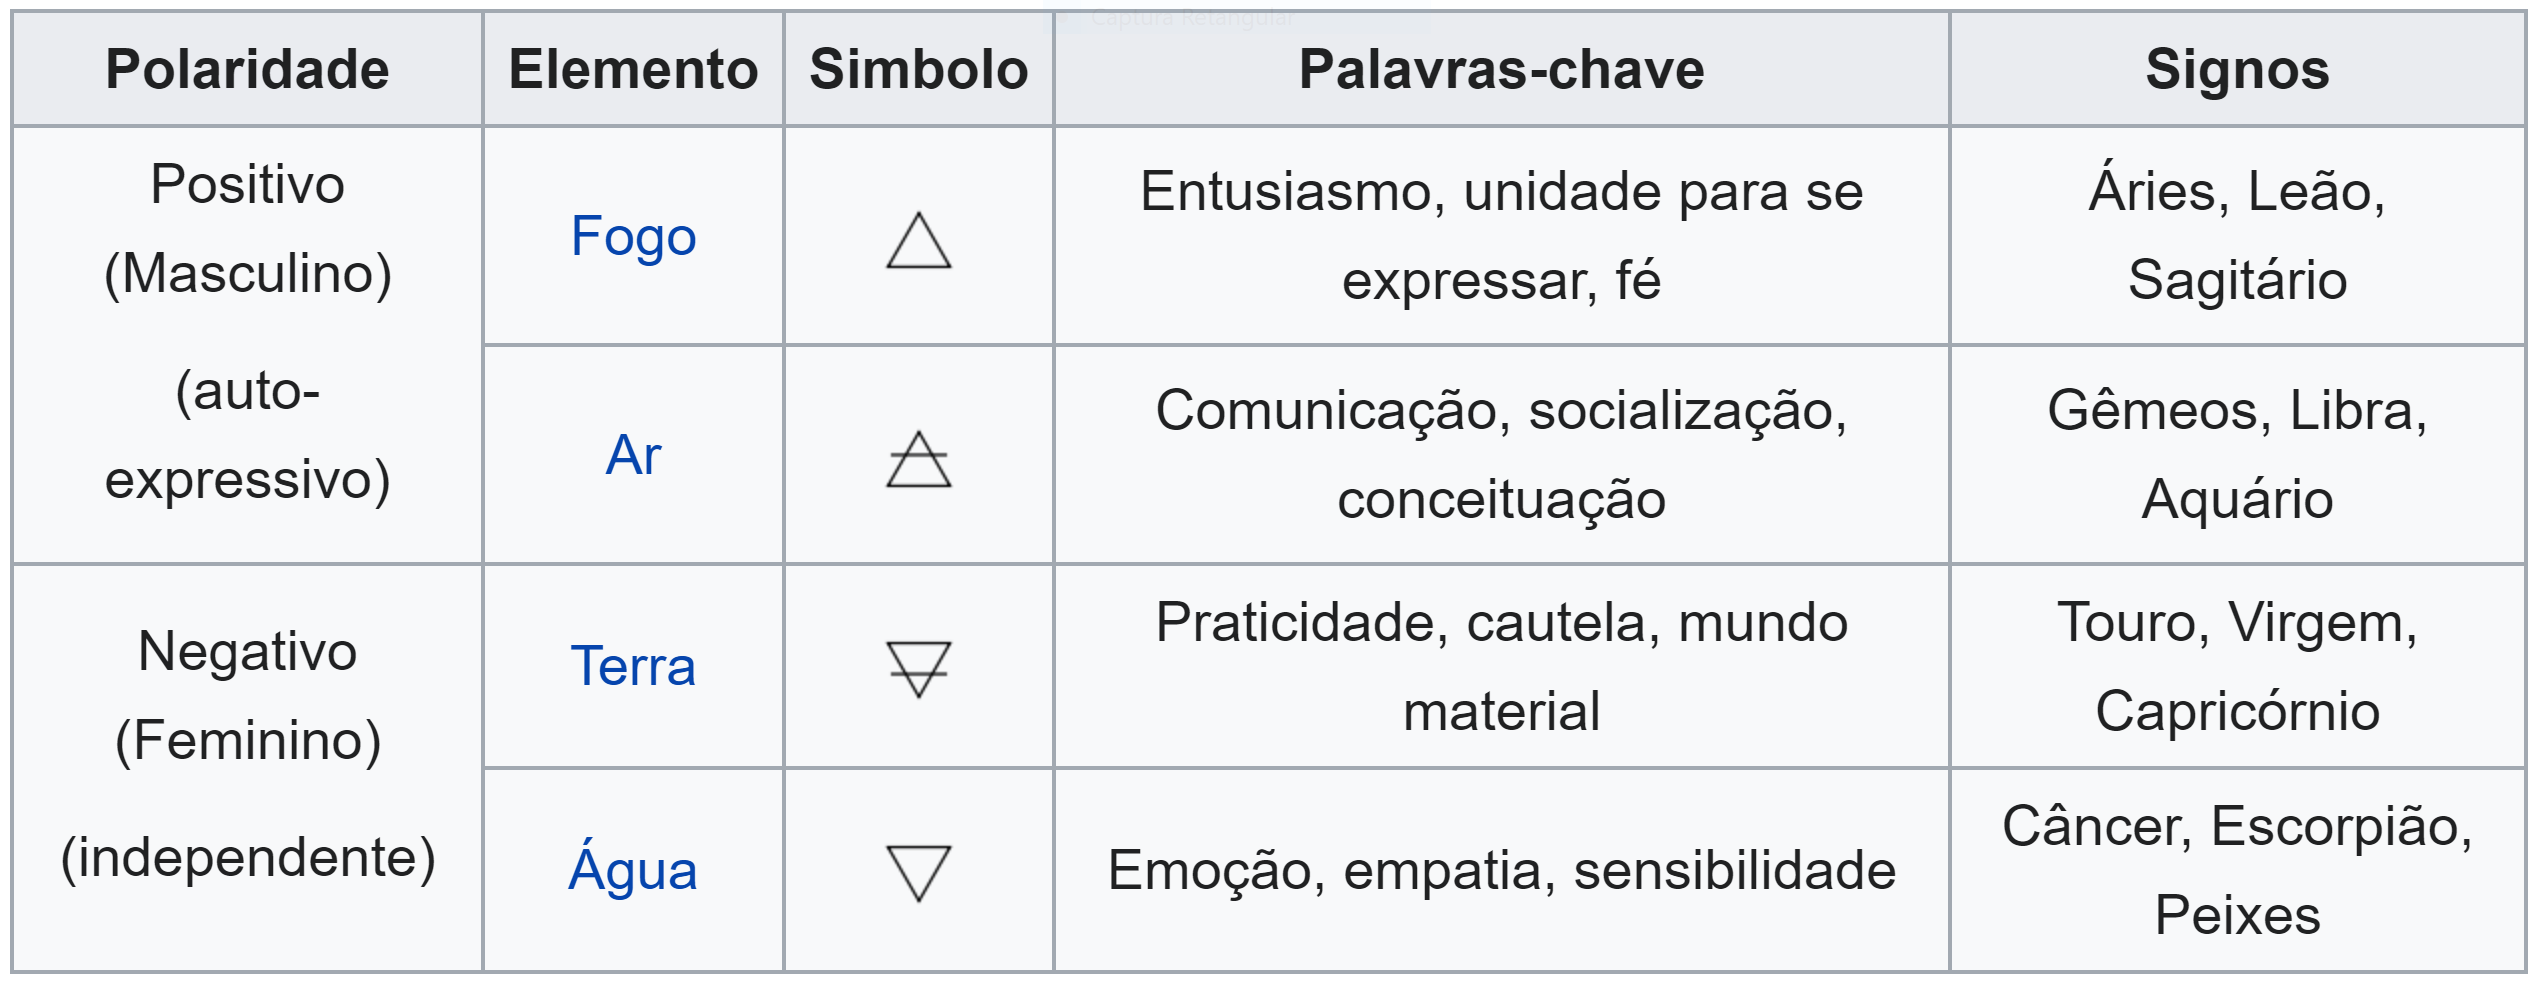 Captura Retangular
Polaridade Elemento Simbolo Palavras-chave Signos
Positivo
(Masculino)
(auto-
expressivo)
Fogo
Entusiasmo, unidade para se
expressar, fé
Áries, Leão,
Sagitário
Ar
Comunicação, socialização,
conceituação
Gêmeos, Libra,
Aquário
Negativo
(Feminino)
(independente)
Terra
Praticidade, cautela, mundo
material
Touro, Virgem,
Capricórnio
Água
Emoção, empatia, sensibilidade
Câncer, Escorpião,
Peixes